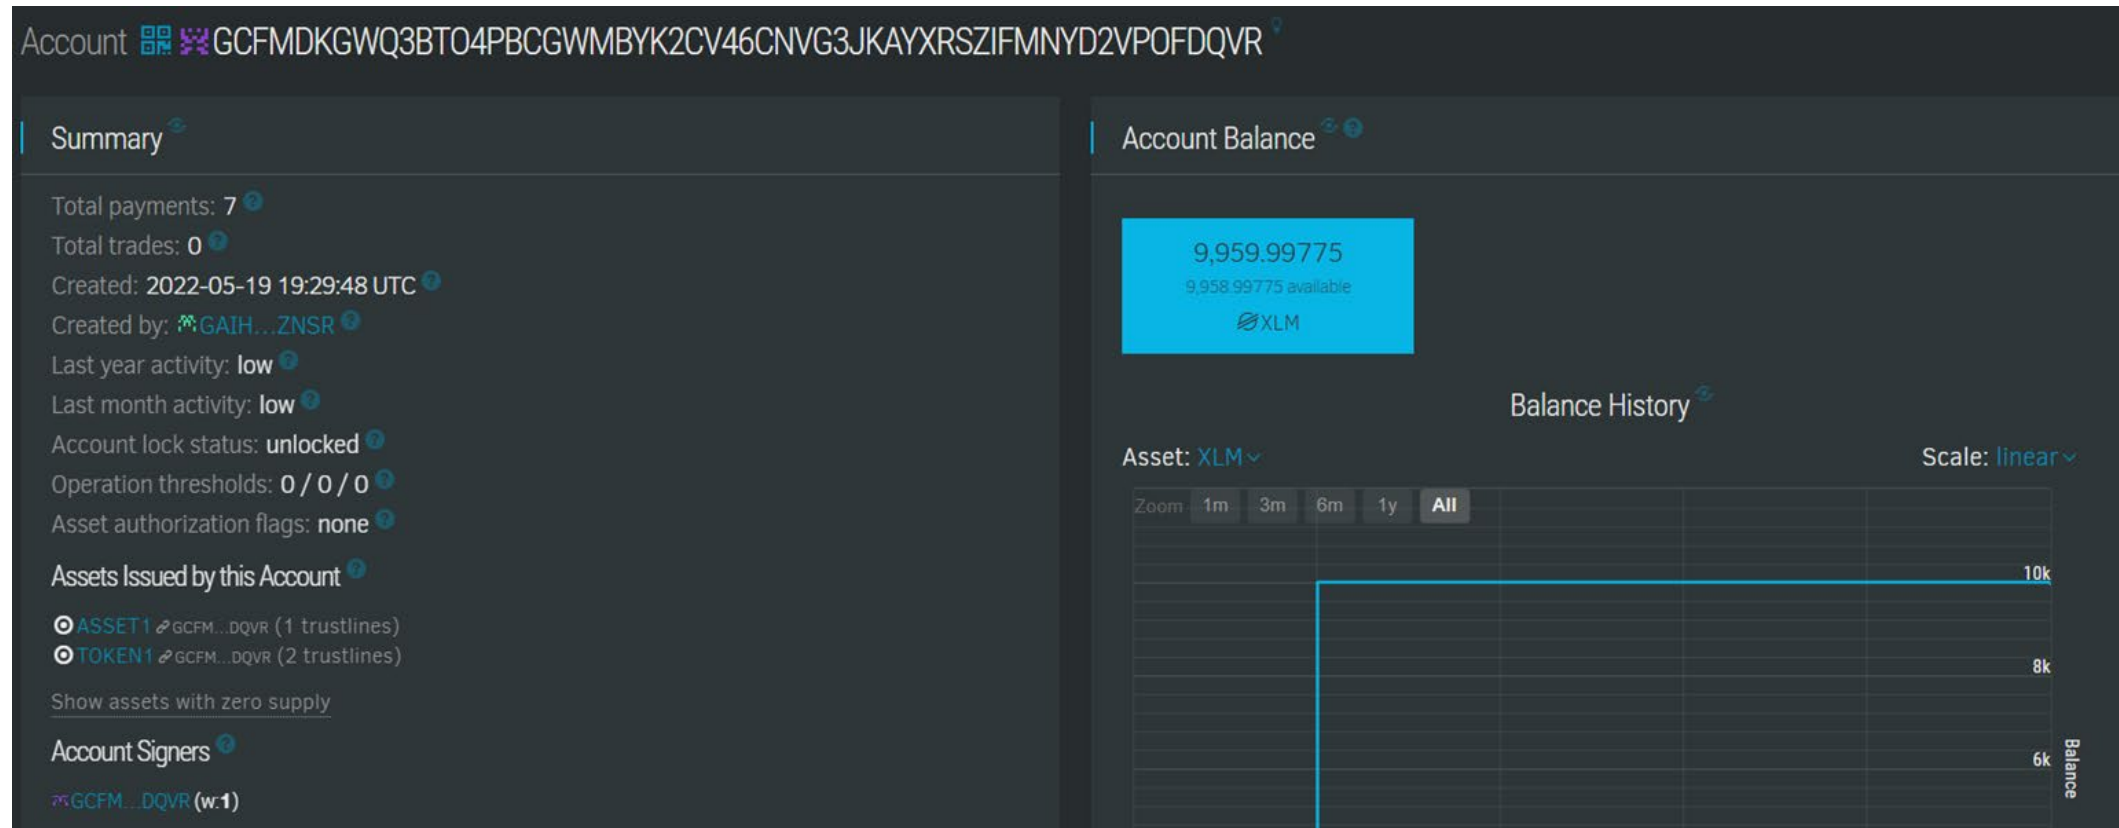 Account GCFMDKGWQ3BTO4PBCGWMBYK2CV46CNVG3JKAYXRSZIFMNYD2VPOFDQVR
Summary
Total payments: 7
Total trades: 0
Created: 2022-05-19 19:29:48 UTC
Created by: GAIH...ZNSR
Last year activity: low
Last month activity: low
Account lock status: unlocked
Operation thresholds: 0 / 0 / 0
Asset authorization flags: none
Assets Issued by this Account
ASSET1 GCFM...DQVR (1 trustlines)
TOKEN1 GCFM...DQVR (2 trustlines)
Show assets with zero supply
Account Signers
GCFM...DQVR (w:1)
Account Balance
9,959.99775
9,958.99775 available
XLM
Balance History
Asset: XLM
Scale: linear
Zoom 1m 3m 6m 1y All
10k
8k
6k
Balance